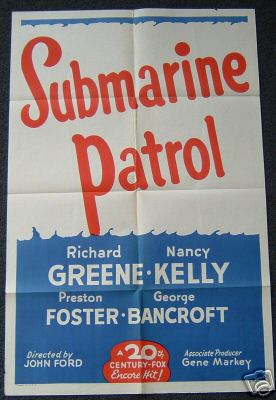 Submarine
Patrol
Richard Nancy
GREENE · KELLY
Preston George
FOSTER · BANCROFT
Directed by
JOHN FORD
A 20th
CENTURY-FOX
Encore Hit!
Associate Producer
Gene Markey